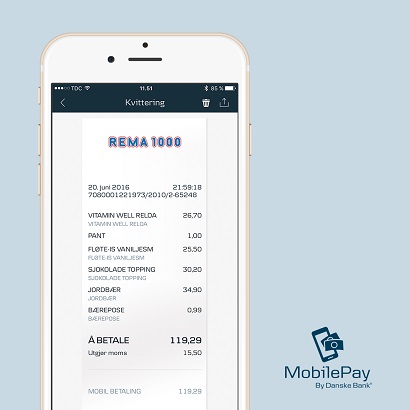 TDC 11.51 85 %
Kvittering
REMA 1000
20. juni 2016 21:59:18
7080001221973/2010/2-65248
VITAMIN WELL RELOA 26,70
VITAMIN WELL RELOA
PANT 1,00
FLØTE-IS VANILJESM 25,50
FLØTE-IS VANILJESM
SJOKOLADE TOPPING 30,20
SJOKOLADE TOPPING
JORDBÆR 34,90
JORDBÆR
BÆREPOSE 0,99
BÆREPOSE
Å BETALE 119,29
Utgjør moms 15,50
MOBIL BETALING 119,29
MobilePay
By Danske Bank